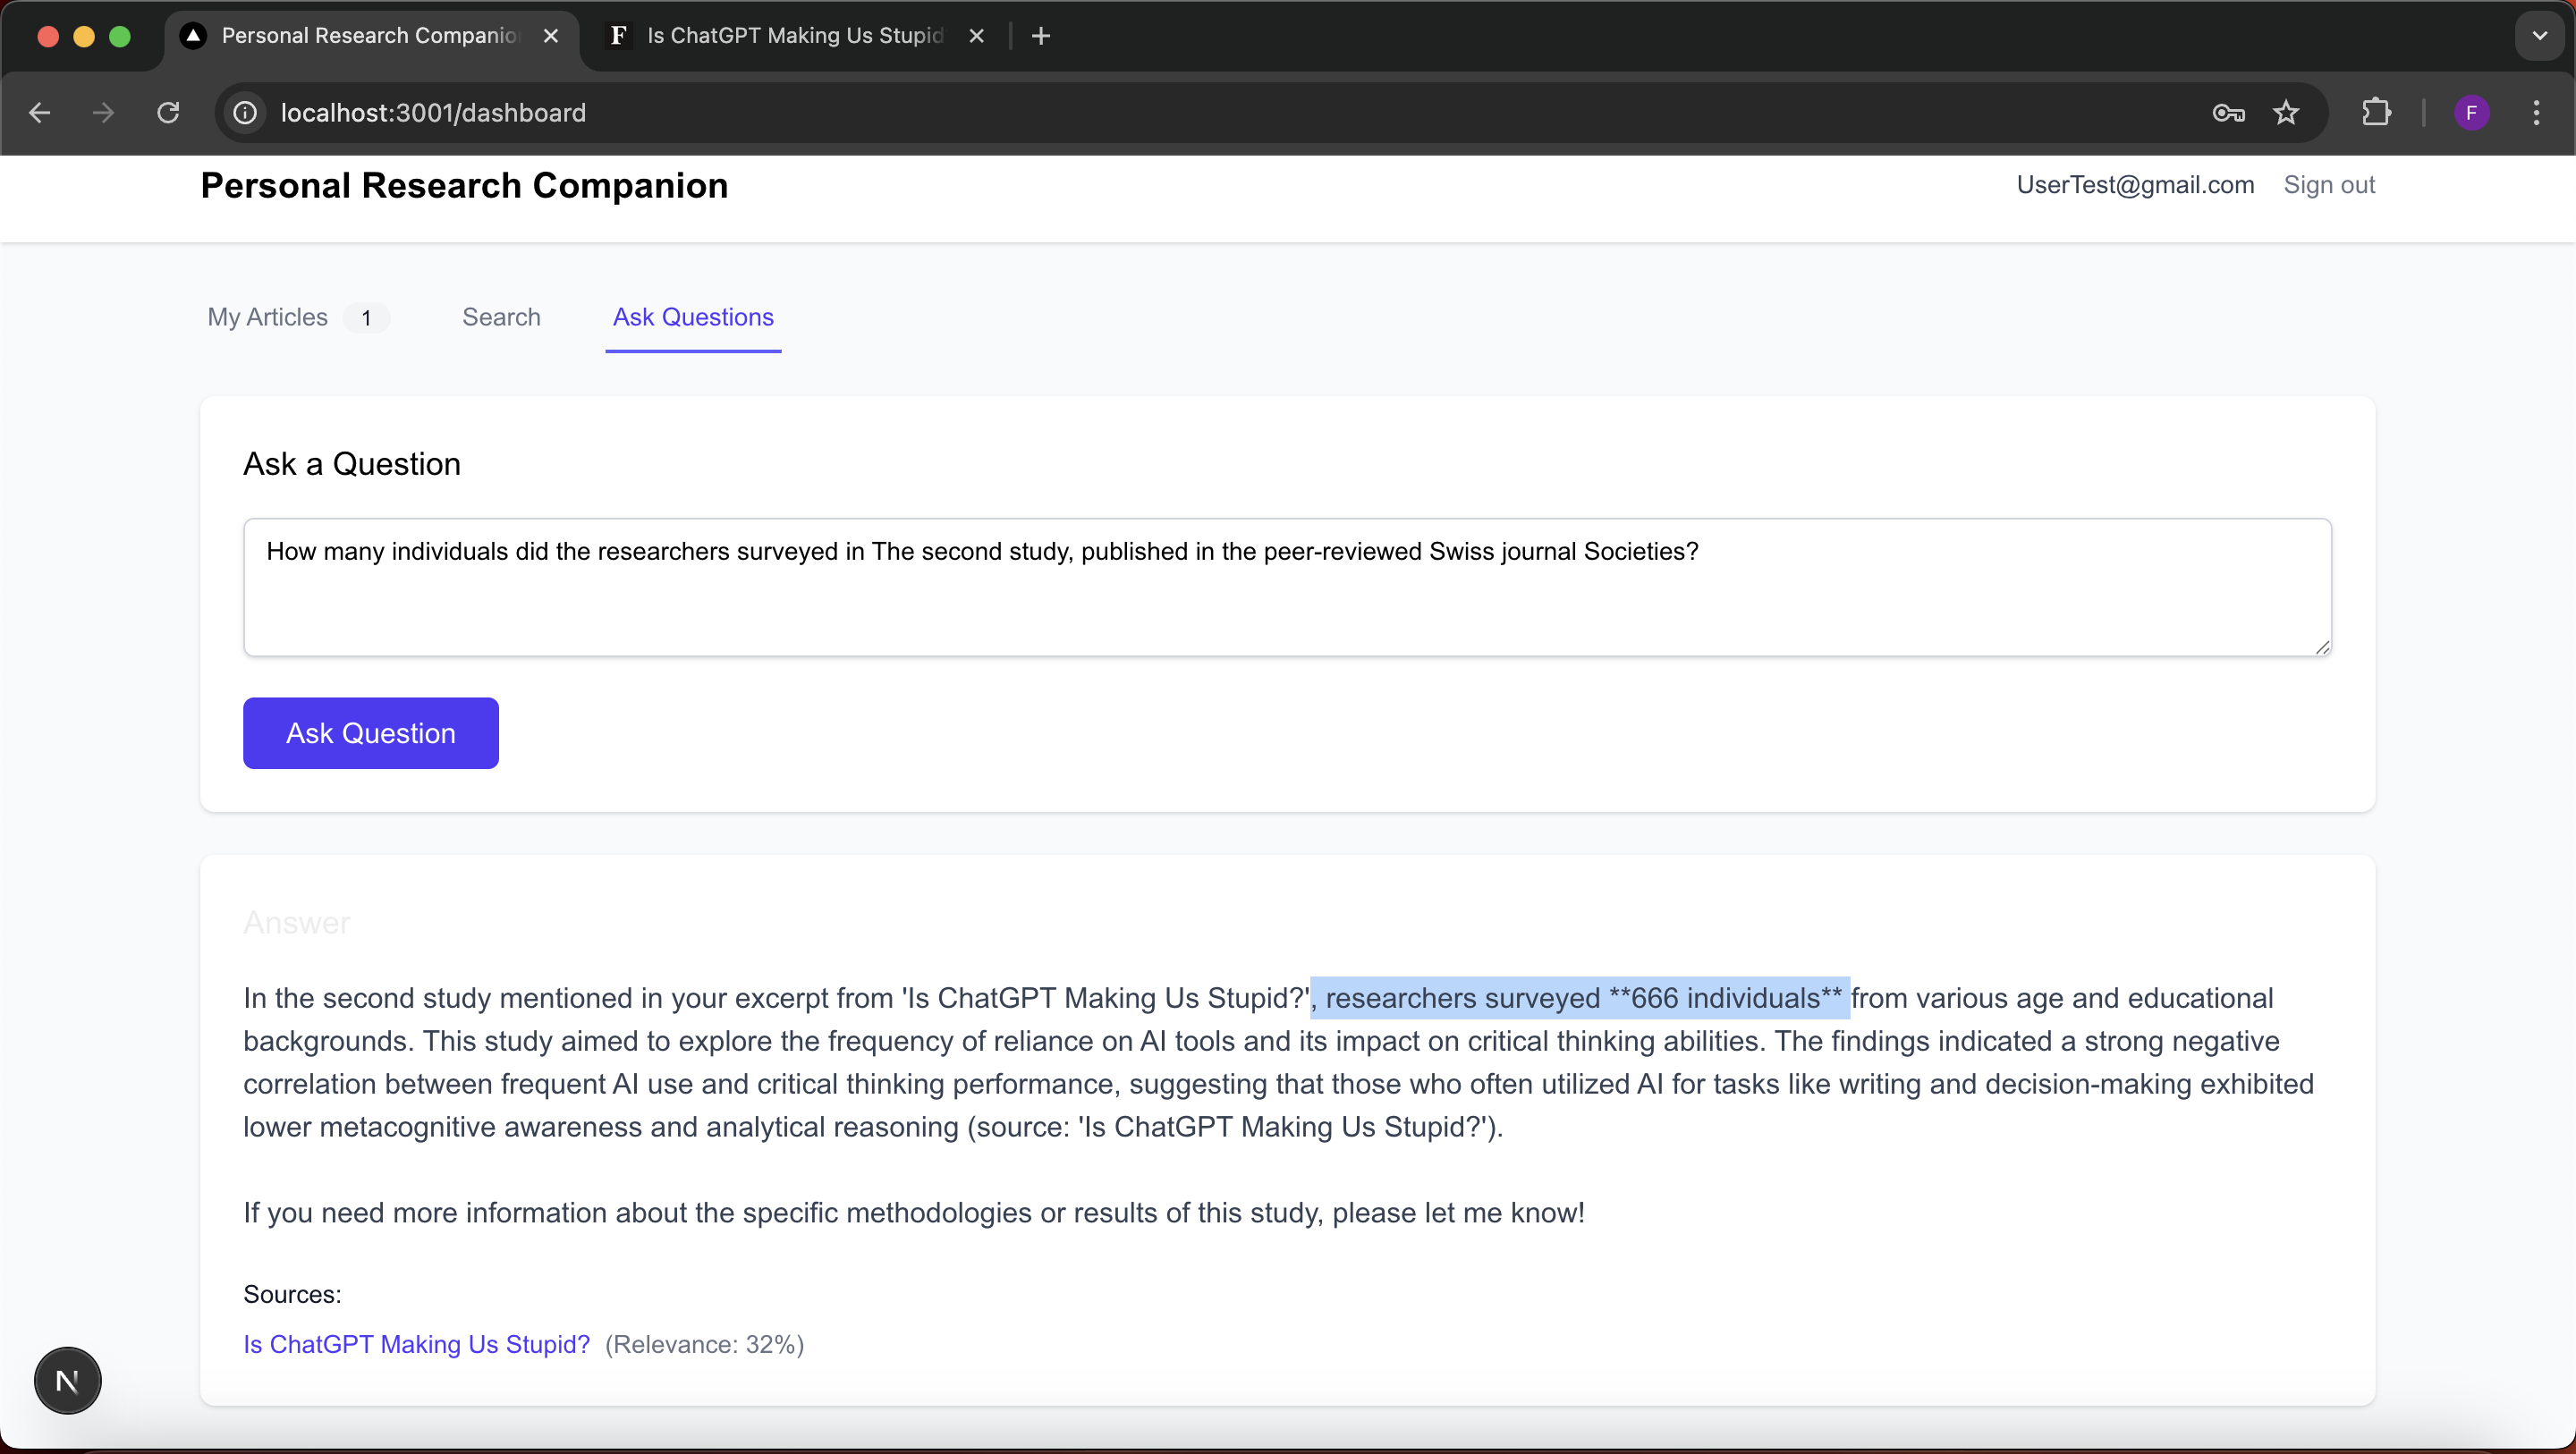 Personal Research Companio
Is ChatGPT Making Us Stupid
localhost:3001/dashboard
F
Personal Research Companion
UserTest@gmail.com Sign out
My Articles 1 Search Ask Questions
Ask a Question
How many individuals did the researchers surveyed in The second study, published in the peer-reviewed Swiss journal Societies?
Ask Question
Answer
In the second study mentioned in your excerpt from 'Is ChatGPT Making Us Stupid?', researchers surveyed **666 individuals** from various age and educational
backgrounds. This study aimed to explore the frequency of reliance on AI tools and its impact on critical thinking abilities. The findings indicated a strong negative
correlation between frequent AI use and critical thinking performance, suggesting that those who often utilized AI for tasks like writing and decision-making exhibited
lower metacognitive awareness and analytical reasoning (source: 'Is ChatGPT Making Us Stupid?').
If you need more information about the specific methodologies or results of this study, please let me know!
Sources:
Is ChatGPT Making Us Stupid? (Relevance: 32%)
N